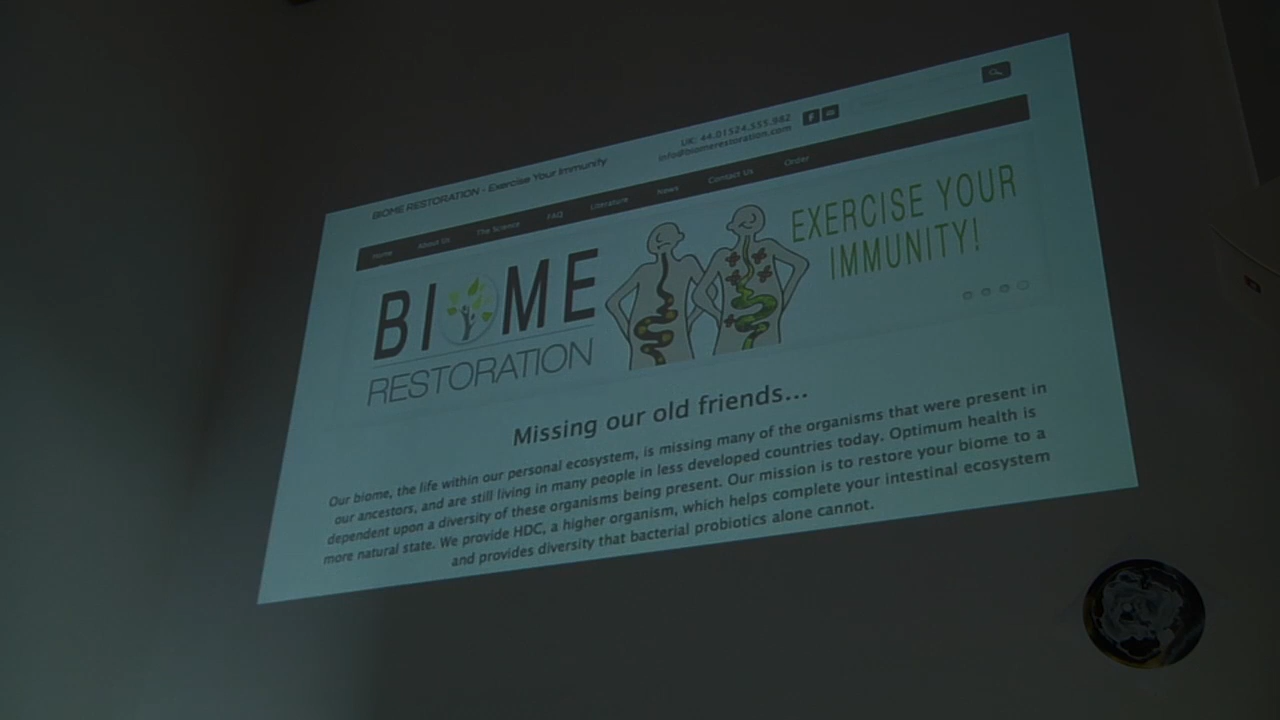 BIOME RESTORATION - Exercise Your Immunity
UK: 44.01524.555.982
info@biomerestoration.com
Home About Us The Science FAQ Literature News Contact Us Order
BIOME
RESTORATION
EXERCISE YOUR
IMMUNITY!
Missing our old friends...
Our biome, the life within our personal ecosystem, is missing many of the organisms that were present in
our ancestors, and are still living in many people in less developed countries today. Optimum health is
dependent upon a diversity of these organisms being present. Our mission is to restore your biome to a
more natural state. We provide HDC, a higher organism, which helps complete your intestinal ecosystem
and provides diversity that bacterial probiotics alone cannot.